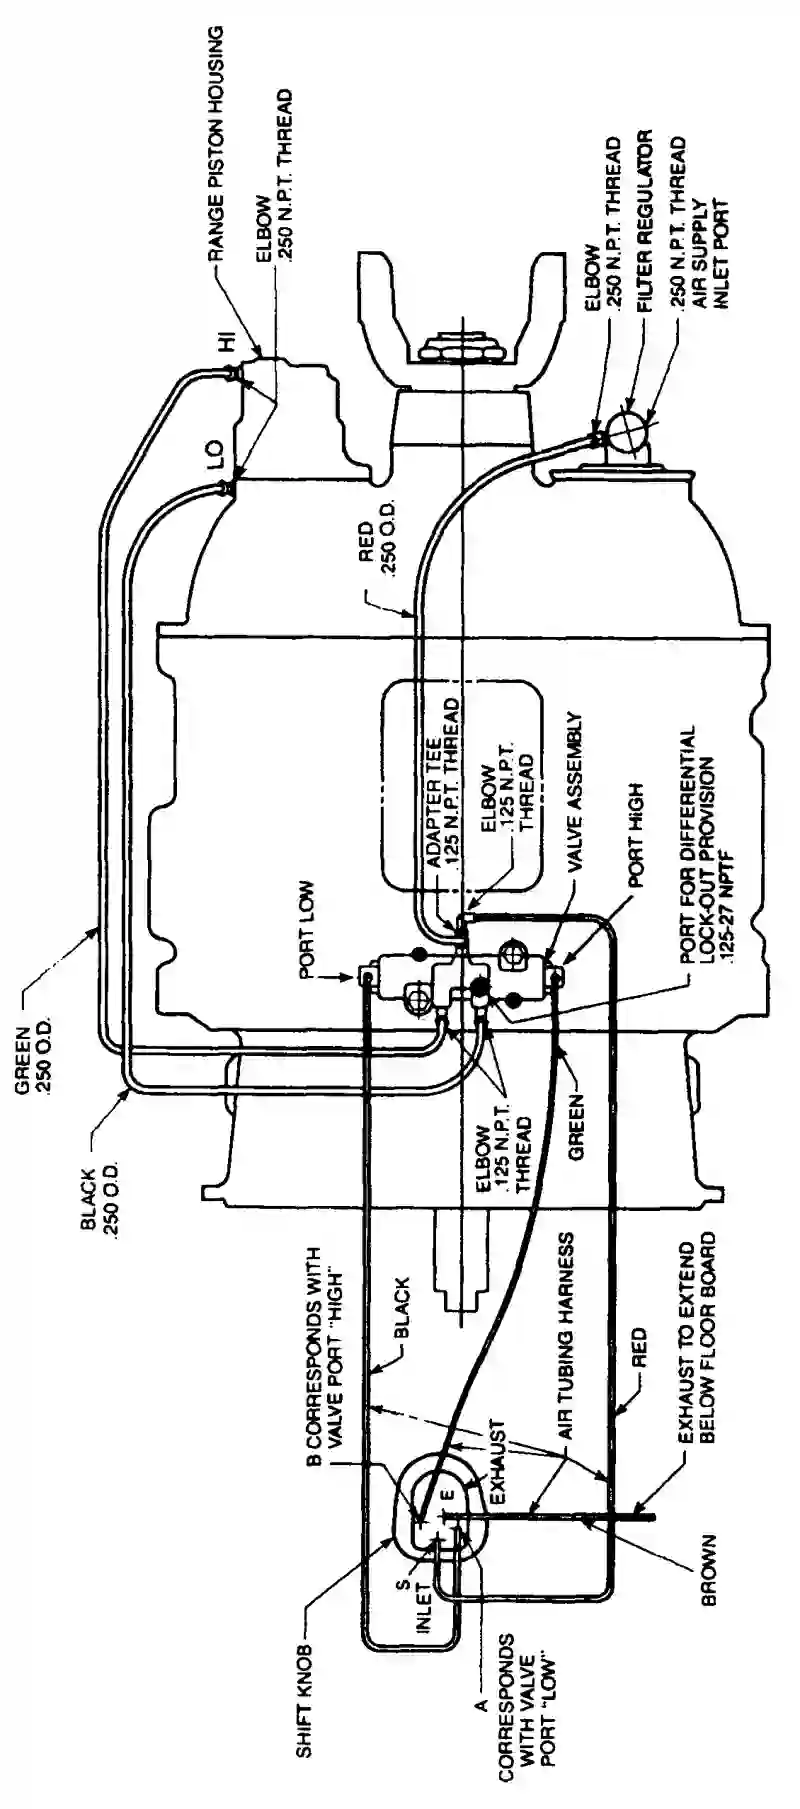 RANGE PISTON HOUSING
ELBOW
.250 N.P.T. THREAD
HI
LO
ELBOW
.250 N.P.T. THREAD
FILTER REGULATOR
.250 N.P.T. THREAD
AIR SUPPLY
INLET PORT
RED
.250 O.D.
ADAPTER TEE
.125 N.P.T. THREAD
ELBOW
.125 N.P.T.
THREAD
VALVE ASSEMBLY
PORT HIGH
PORT FOR DIFFERENTIAL
LOCK-OUT PROVISION
.125-27 NPTF
PORT LOW
GREEN
.250 O.D.
BLACK
.250 O.D.
ELBOW
.125 N.P.T.
THREAD
GREEN
B CORRESPONDS WITH
VALVE PORT "HIGH"
BLACK
AIR TUBING HARNESS
RED
EXHAUST TO EXTEND
BELOW FLOOR BOARD
E
EXHAUST
S
INLET
BROWN
SHIFT KNOB
A
CORRESPONDS
WITH VALVE
PORT "LOW"